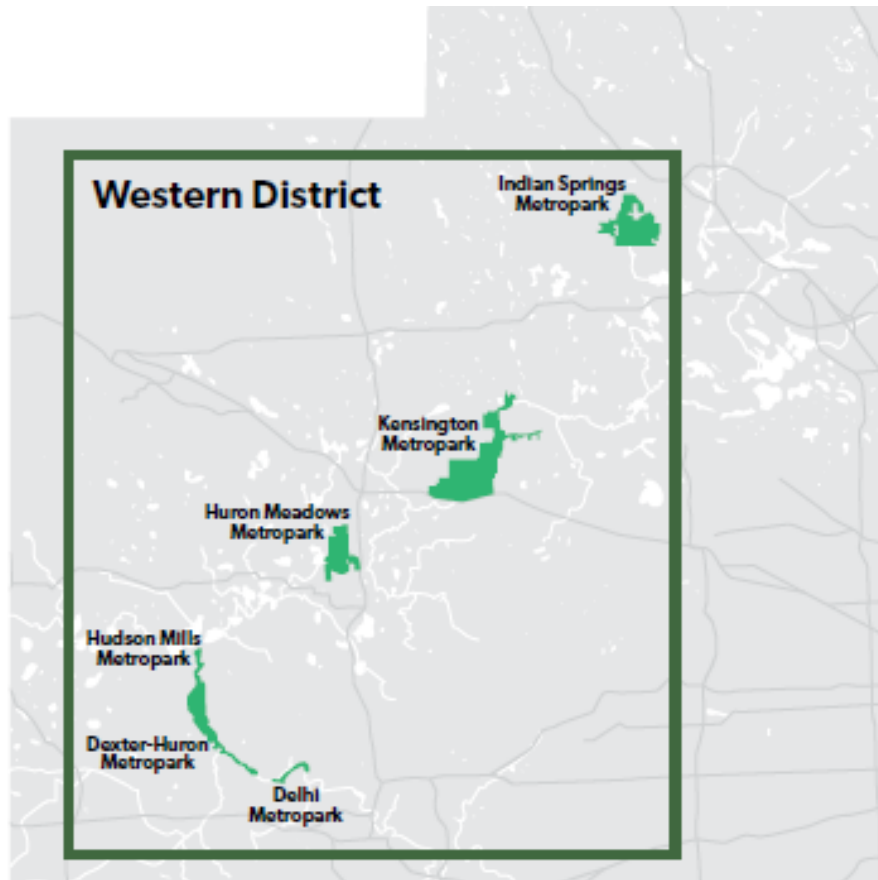 Western District
Indian Springs
Metropark
Kensington
Metropark
Huron Meadows
Metropark
Hudson Mills
Metropark
Dexter-Huron
Metropark
Delhi
Metropark